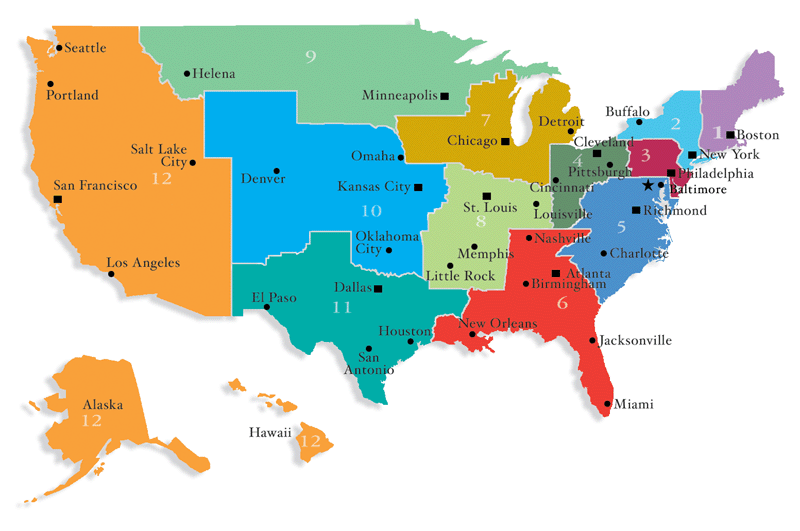 Seattle
9
Helena
Portland
Minneapolis
Buffalo
Detroit
7
2
1
Boston
Chicago
Cleveland
Salt Lake
City
12
Omaha
4
3
New York
Pittsburgh
Philadelphia
Denver
San Francisco
Kansas City
Cincinnati
Baltimore
St. Louis
Louisville
Richmond
10
8
5
Oklahoma
City
Nashville
Memphis
Charlotte
Los Angeles
Little Rock
Atlanta
Birmingham
Dallas
El Paso
11
6
New Orleans
Houston
Jacksonville
San
Antonio
Alaska
12
Hawaii
12
Miami